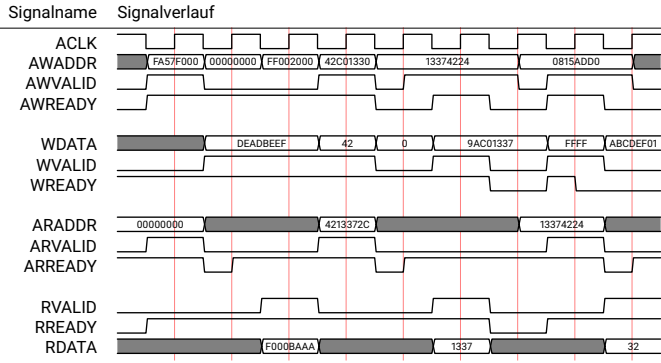 Signalname Signalverlauf
ACLK
AWADDR FA57F000 00000000 FF002000 42C01330 13374224 0815ADD0
AWVALID
AWREADY
WDATA DEADBEEF 42 0 9AC01337 FFFF ABCDEF01
WVALID
WREADY
ARADDR 00000000 4213372C 13374224
ARVALID
ARREADY
RVALID
RREADY
RDATA F000BAAA 1337 32